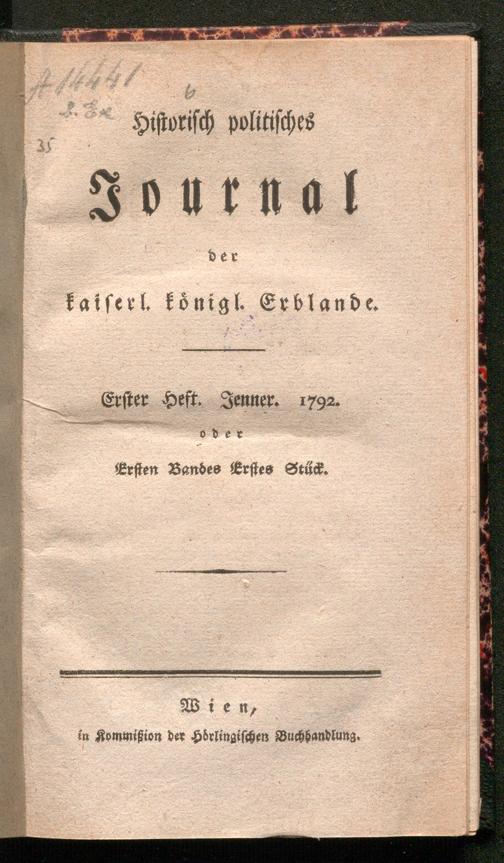 A 14441
b
2. Ex
35
Historisch politisches
Journal
der
kaiserl. königl. Erblande.
Erster Heft. Jenner. 1792.
oder
Ersten Bandes Erstes Stück.
Wien,
in Kommißion der Hörlingischen Buchhandlung.